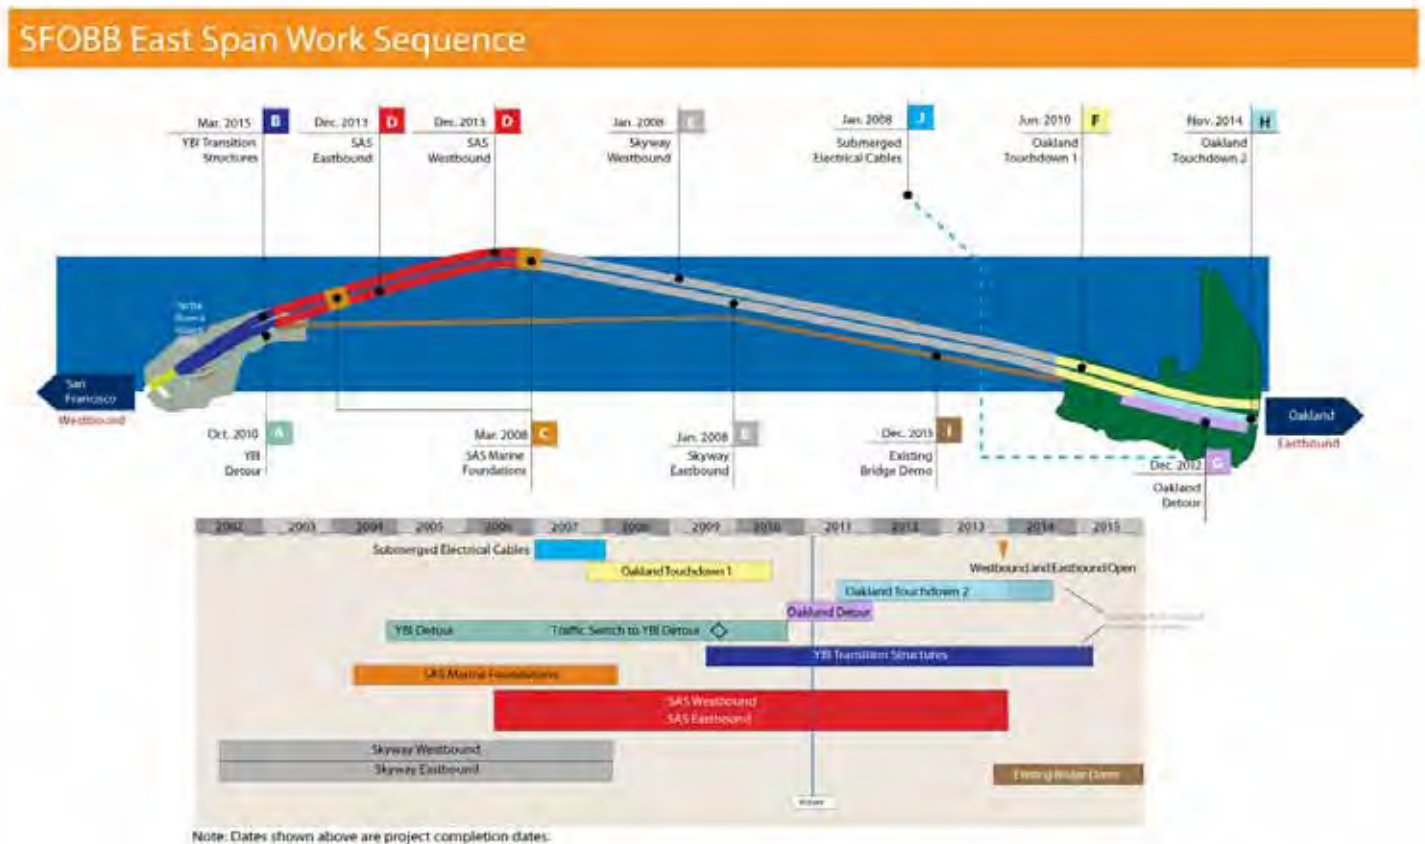 SFOBB East Span Work Sequence
Mar. 2015 B
YBI Transition
Structures
Dec. 2013 D
SAS
Eastbound
Dec. 2013 D
SAS
Westbound
Jan. 2008 E
Skyway
Westbound
Jan. 2008 J
Submerged
Electrical Cables
Jun. 2010 F
Oakland
Touchdown 1
Nov. 2014 H
Oakland
Touchdown 2
San
Francisco
Westbound
Oakland
Eastbound
Oct. 2010 A
YBI
Detour
Mar. 2008 C
SAS Marine
Foundations
Jan. 2008 E
Skyway
Eastbound
Dec. 2015 I
Existing
Bridge Demo
Dec. 2012 G
Oakland
Detour
2002 2003 2004 2005 2006 2007 2008 2009 2010 2011 2012 2013 2014 2015
Submerged Electrical Cables
Westbound and Eastbound Open
Oakland Touchdown 1
Oakland Touchdown 2
Oakland Detour
YBI Detour Traffic Switch to YBI Detour
YBI Transition Structures
SAS Marine Foundations
SAS Westbound
SAS Eastbound
Skyway Westbound
Skyway Eastbound
Existing Bridge Demo
Note: Dates shown above are project completion dates.